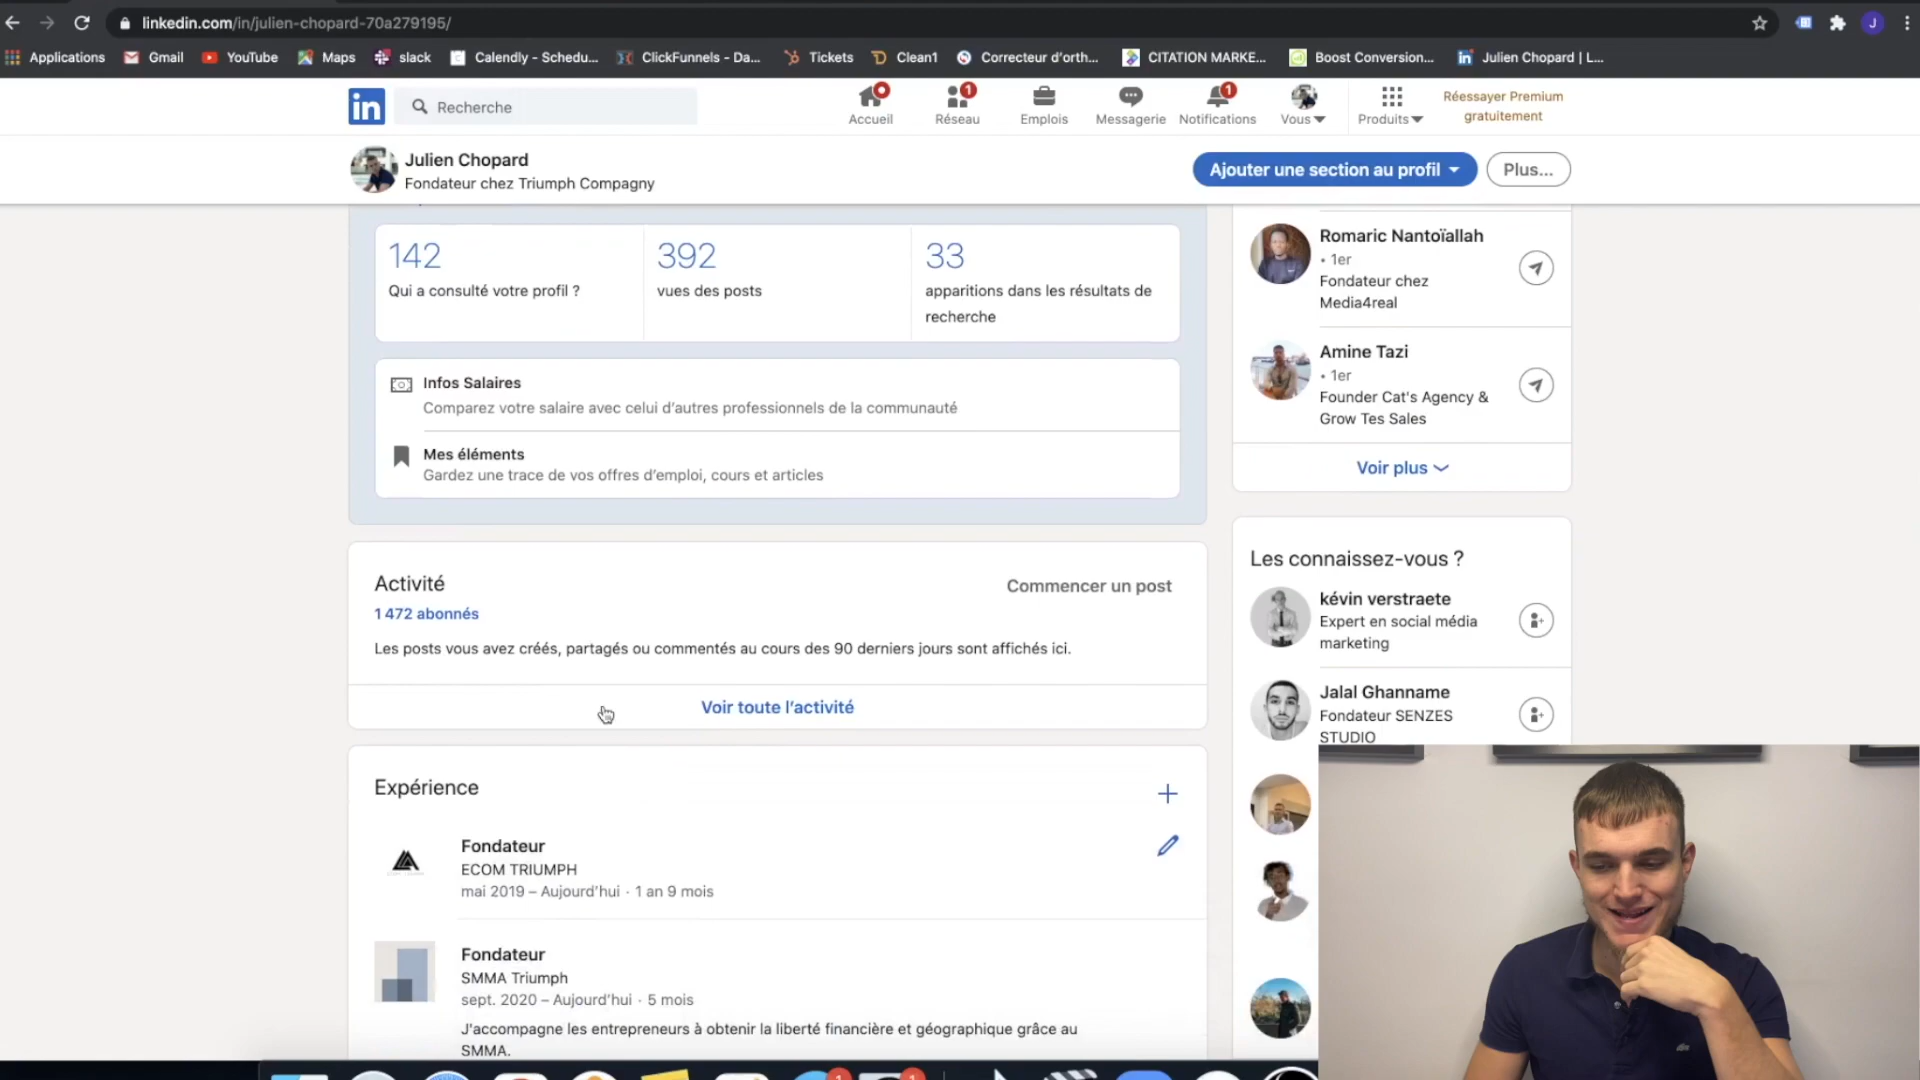 linkedin.com/in/julien-chopard-70a279195/
J
Applications
Gmail
YouTube
Maps
slack
Calendly - Schedu...
ClickFunnels - Da...
Tickets
Clean1
Correcteur d'orth...
CITATION MARKE...
Boost Conversion...
Julien Chopard | L...
in
Recherche
Accueil
1
Réseau
Emplois
Messagerie
1
Notifications
Vous
Produits
Réessayer Premium
gratuitement
Julien Chopard
Fondateur chez Triumph Compagny
Ajouter une section au profil
Plus...
142
Qui a consulté votre profil ?
392
vues des posts
33
apparitions dans les résultats de
recherche
Infos Salaires
Comparez votre salaire avec celui d'autres professionnels de la communauté
Mes éléments
Gardez une trace de vos offres d'emploi, cours et articles
Activité
1 472 abonnés
Commencer un post
Les posts vous avez créés, partagés ou commentés au cours des 90 derniers jours sont affichés ici.
Voir toute l'activité
Expérience
Fondateur
ECOM TRIUMPH
mai 2019 – Aujourd'hui · 1 an 9 mois
Fondateur
SMMA Triumph
sept. 2020 – Aujourd'hui · 5 mois
J'accompagne les entrepreneurs à obtenir la liberté financière et géographique grâce au
SMMA.
Romaric Nantoïallah
• 1er
Fondateur chez
Media4real
Amine Tazi
• 1er
Founder Cat's Agency &
Grow Tes Sales
Voir plus
Les connaissez-vous ?
kévin verstraete
Expert en social média
marketing
Jalal Ghanname
Fondateur SENZES
STUDIO
1
1